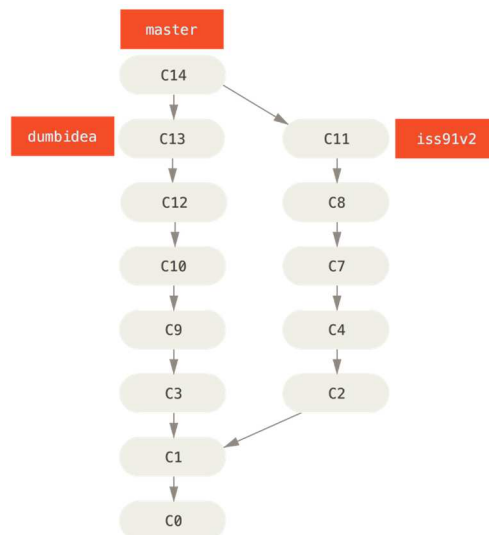 master
C14
dumbidea C13 C11 iss91v2
C12 C8
C10 C7
C9 C4
C3 C2
C1
C0